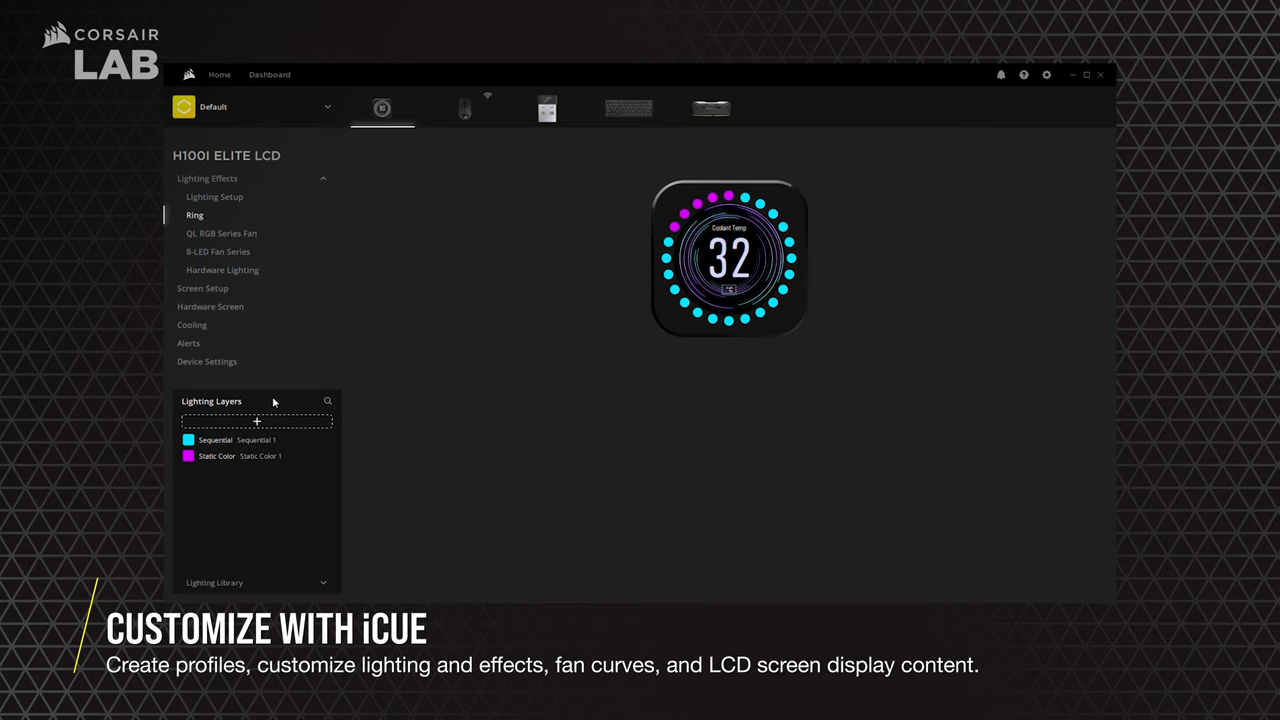 CORSAIR
LAB
Home
Dashboard
Default
H100I ELITE LCD
Lighting Effects
Lighting Setup
Ring
QL RGB Series Fan
8-LED Fan Series
Hardware Lighting
Screen Setup
Hardware Screen
Cooling
Alerts
Device Settings
Coolant Temp
32
°C
Lighting Layers
+
Sequential Sequential 1
Static Color Static Color 1
Lighting Library
CUSTOMIZE WITH iCUE
Create profiles, customize lighting and effects, fan curves, and LCD screen display content.